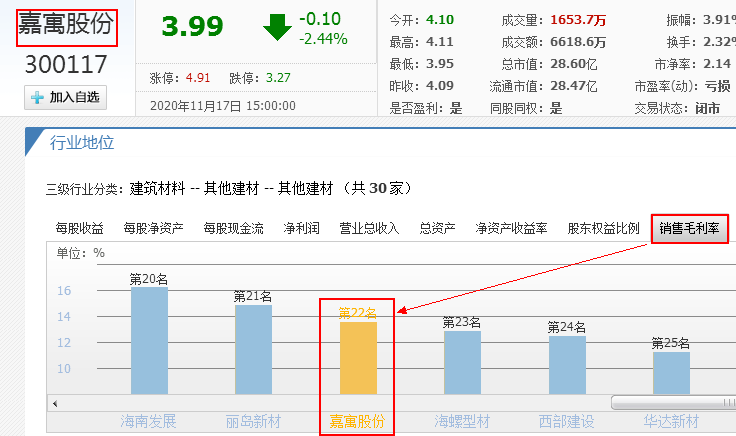 嘉寓股份
300117
加入自选
3.99
-0.10
-2.44%
涨停：4.91 跌停：3.27
2020年11月17日 15:00:00
今开：4.10 成交量：1653.7万 振幅：3.91%
最高：4.11 成交额：6618.6万 换手：2.32%
最低：3.95 总市值：28.60亿 市净率：2.14
昨收：4.09 流通市值：28.47亿 市盈率(动)：亏损
是否盈利：是 同股同权：是 交易状态：闭市
行业地位
三级行业分类：建筑材料 -- 其他建材 -- 其他建材 （共 30 家）
每股收益 每股净资产 每股现金流 净利润 营业总收入 总资产 净资产收益率 股东权益比例 销售毛利率
单位：%
16
14
12
10
第20名
第21名
第22名
第23名
第24名
第25名
海南发展 丽岛新材 嘉寓股份 海螺型材 西部建设 华达新材